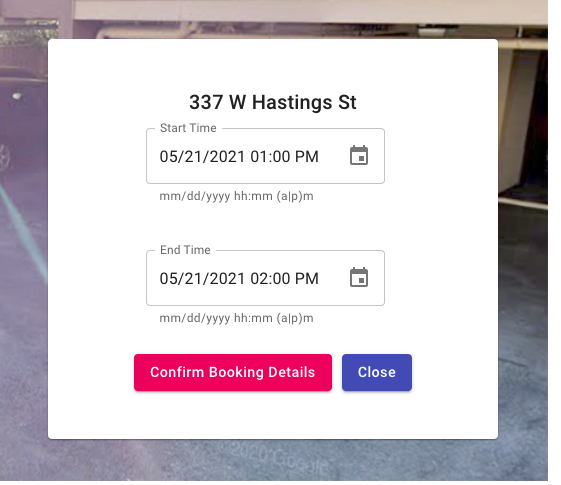 337 W Hastings St
Start Time
05/21/2021 01:00 PM
mm/dd/yyyy hh:mm (a|p)m
End Time
05/21/2021 02:00 PM
mm/dd/yyyy hh:mm (a|p)m
Confirm Booking Details Close
2020 Google